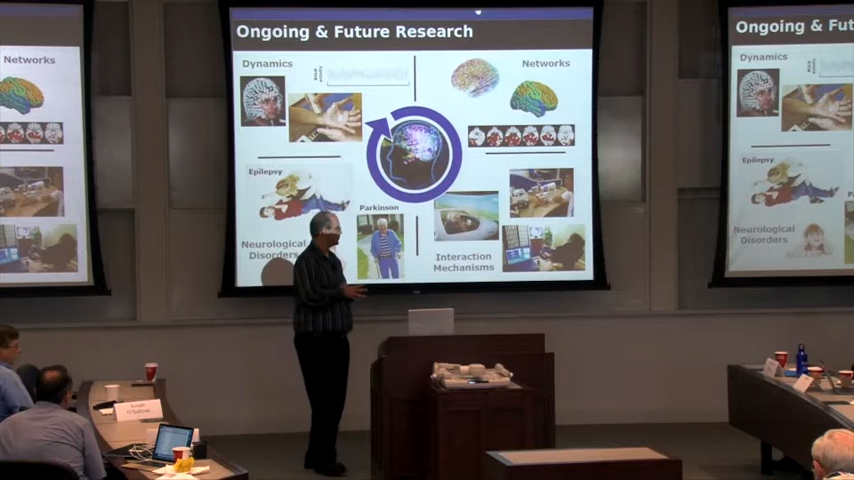 Ongoing & Future Research
Ongoing & Fut
Networks
Dynamics
Networks
Dynamics
Epilepsy
Parkinson
Neurological
Disorders
Interaction
Mechanisms
Epilepsy
Neurological
Disorders